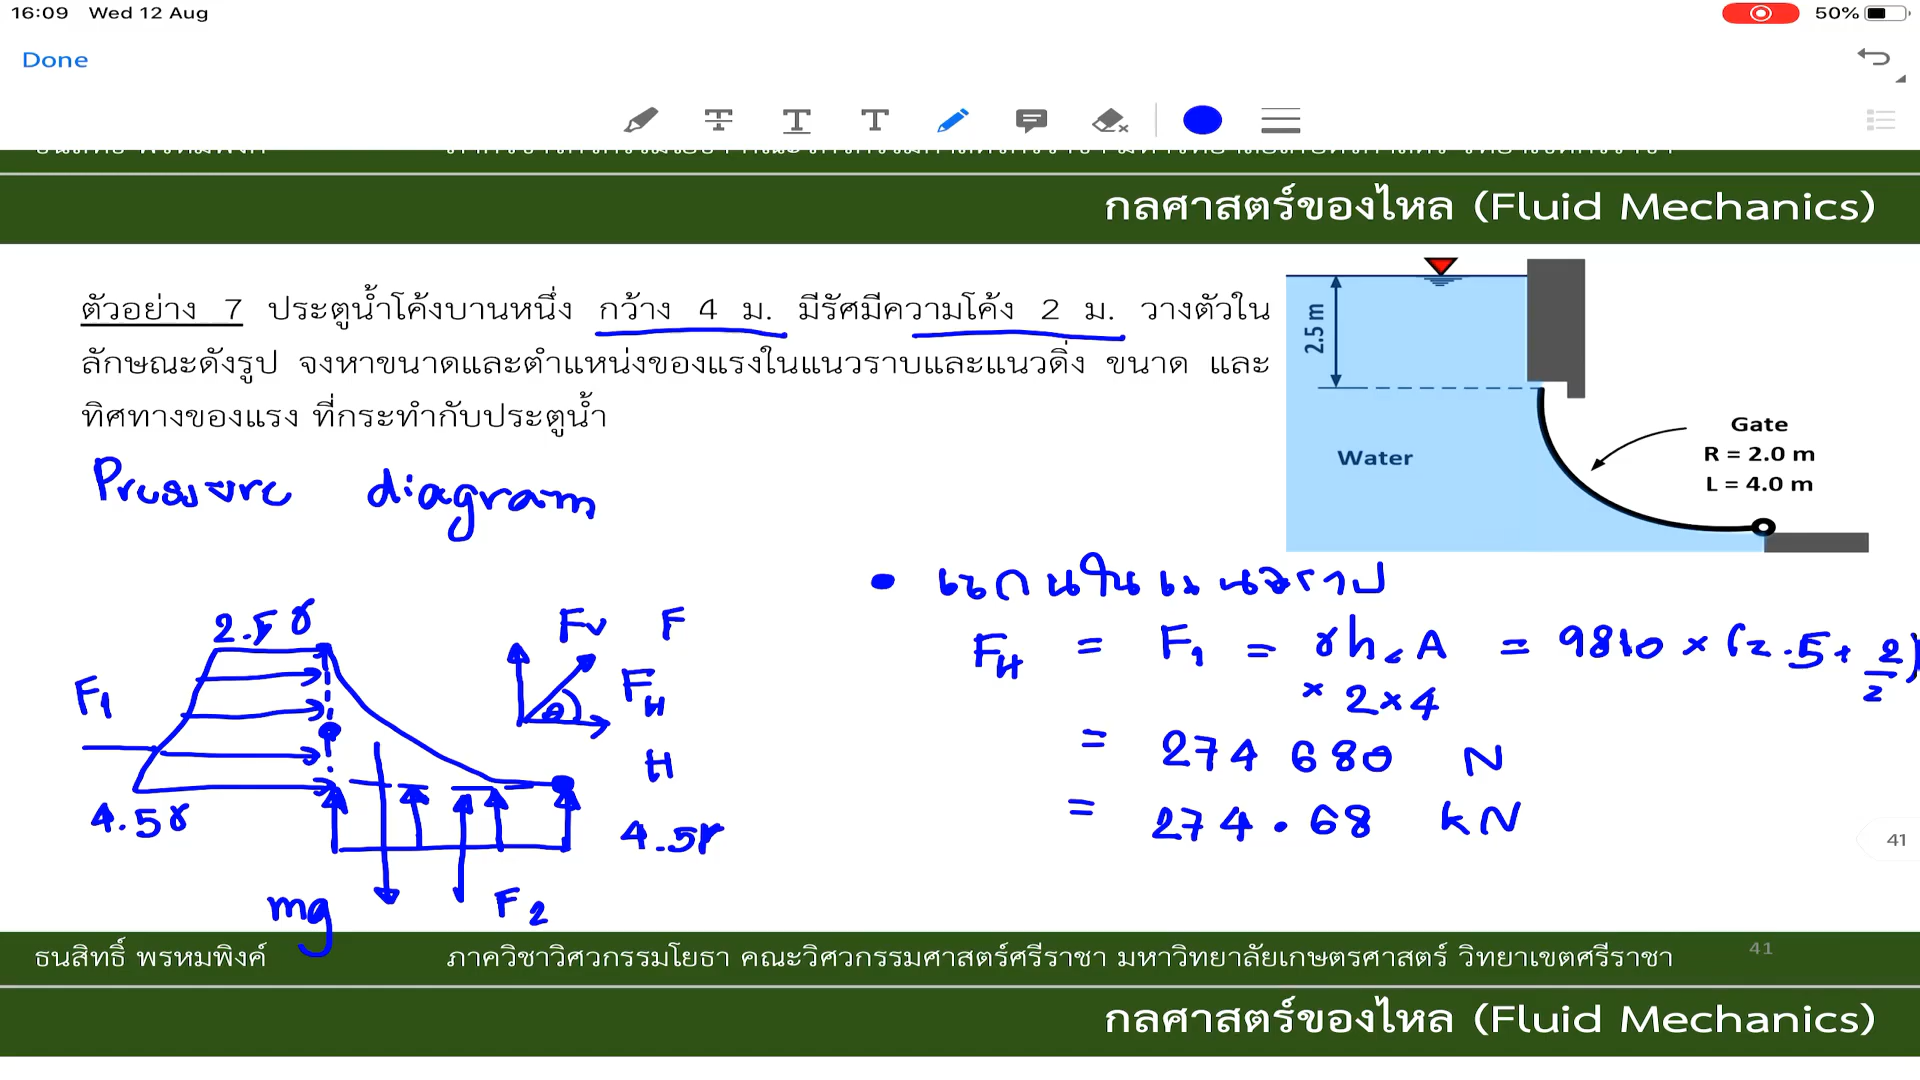 16:09 Wed 12 Aug
50%
Done
กลศาสตร์ของไหล (Fluid Mechanics)
ตัวอย่าง 7 ประตูน้ำโค้งบานหนึ่ง กว้าง 4 ม. มีรัศมีความโค้ง 2 ม. วางตัวใน
ลักษณะดังรูป จงหาขนาดและตำแหน่งของแรงในแนวราบและแนวดิ่ง ขนาด และ
ทิศทางของแรง ที่กระทำกับประตูน้ำ
2.5 m
Water
Gate
R = 2.0 m
L = 4.0 m
Pressure diagram
2.5γ
F1
4.5γ
mg
F2
4.5γ
Fv F
FH
θ
H
FH = F1 = γhcA = 9810 × (2.5 + 2/2)
× 2 × 4
= 274 680 N
= 274.68 kN
41
ธนสิทธิ์ พรหมพิงค์ ภาควิชาวิศวกรรมโยธา คณะวิศวกรรมศาสตร์ศรีราชา มหาวิทยาลัยเกษตรศาสตร์ วิทยาเขตศรีราชา 41
กลศาสตร์ของไหล (Fluid Mechanics)